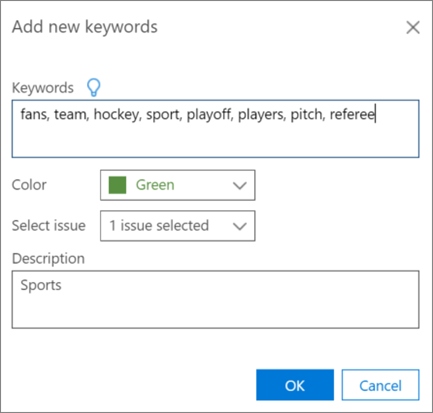 Add new keywords
Keywords
fans, team, hockey, sport, playoff, players, pitch, referee
Color
Green
Select issue
1 issue selected
Description
Sports
OK
Cancel